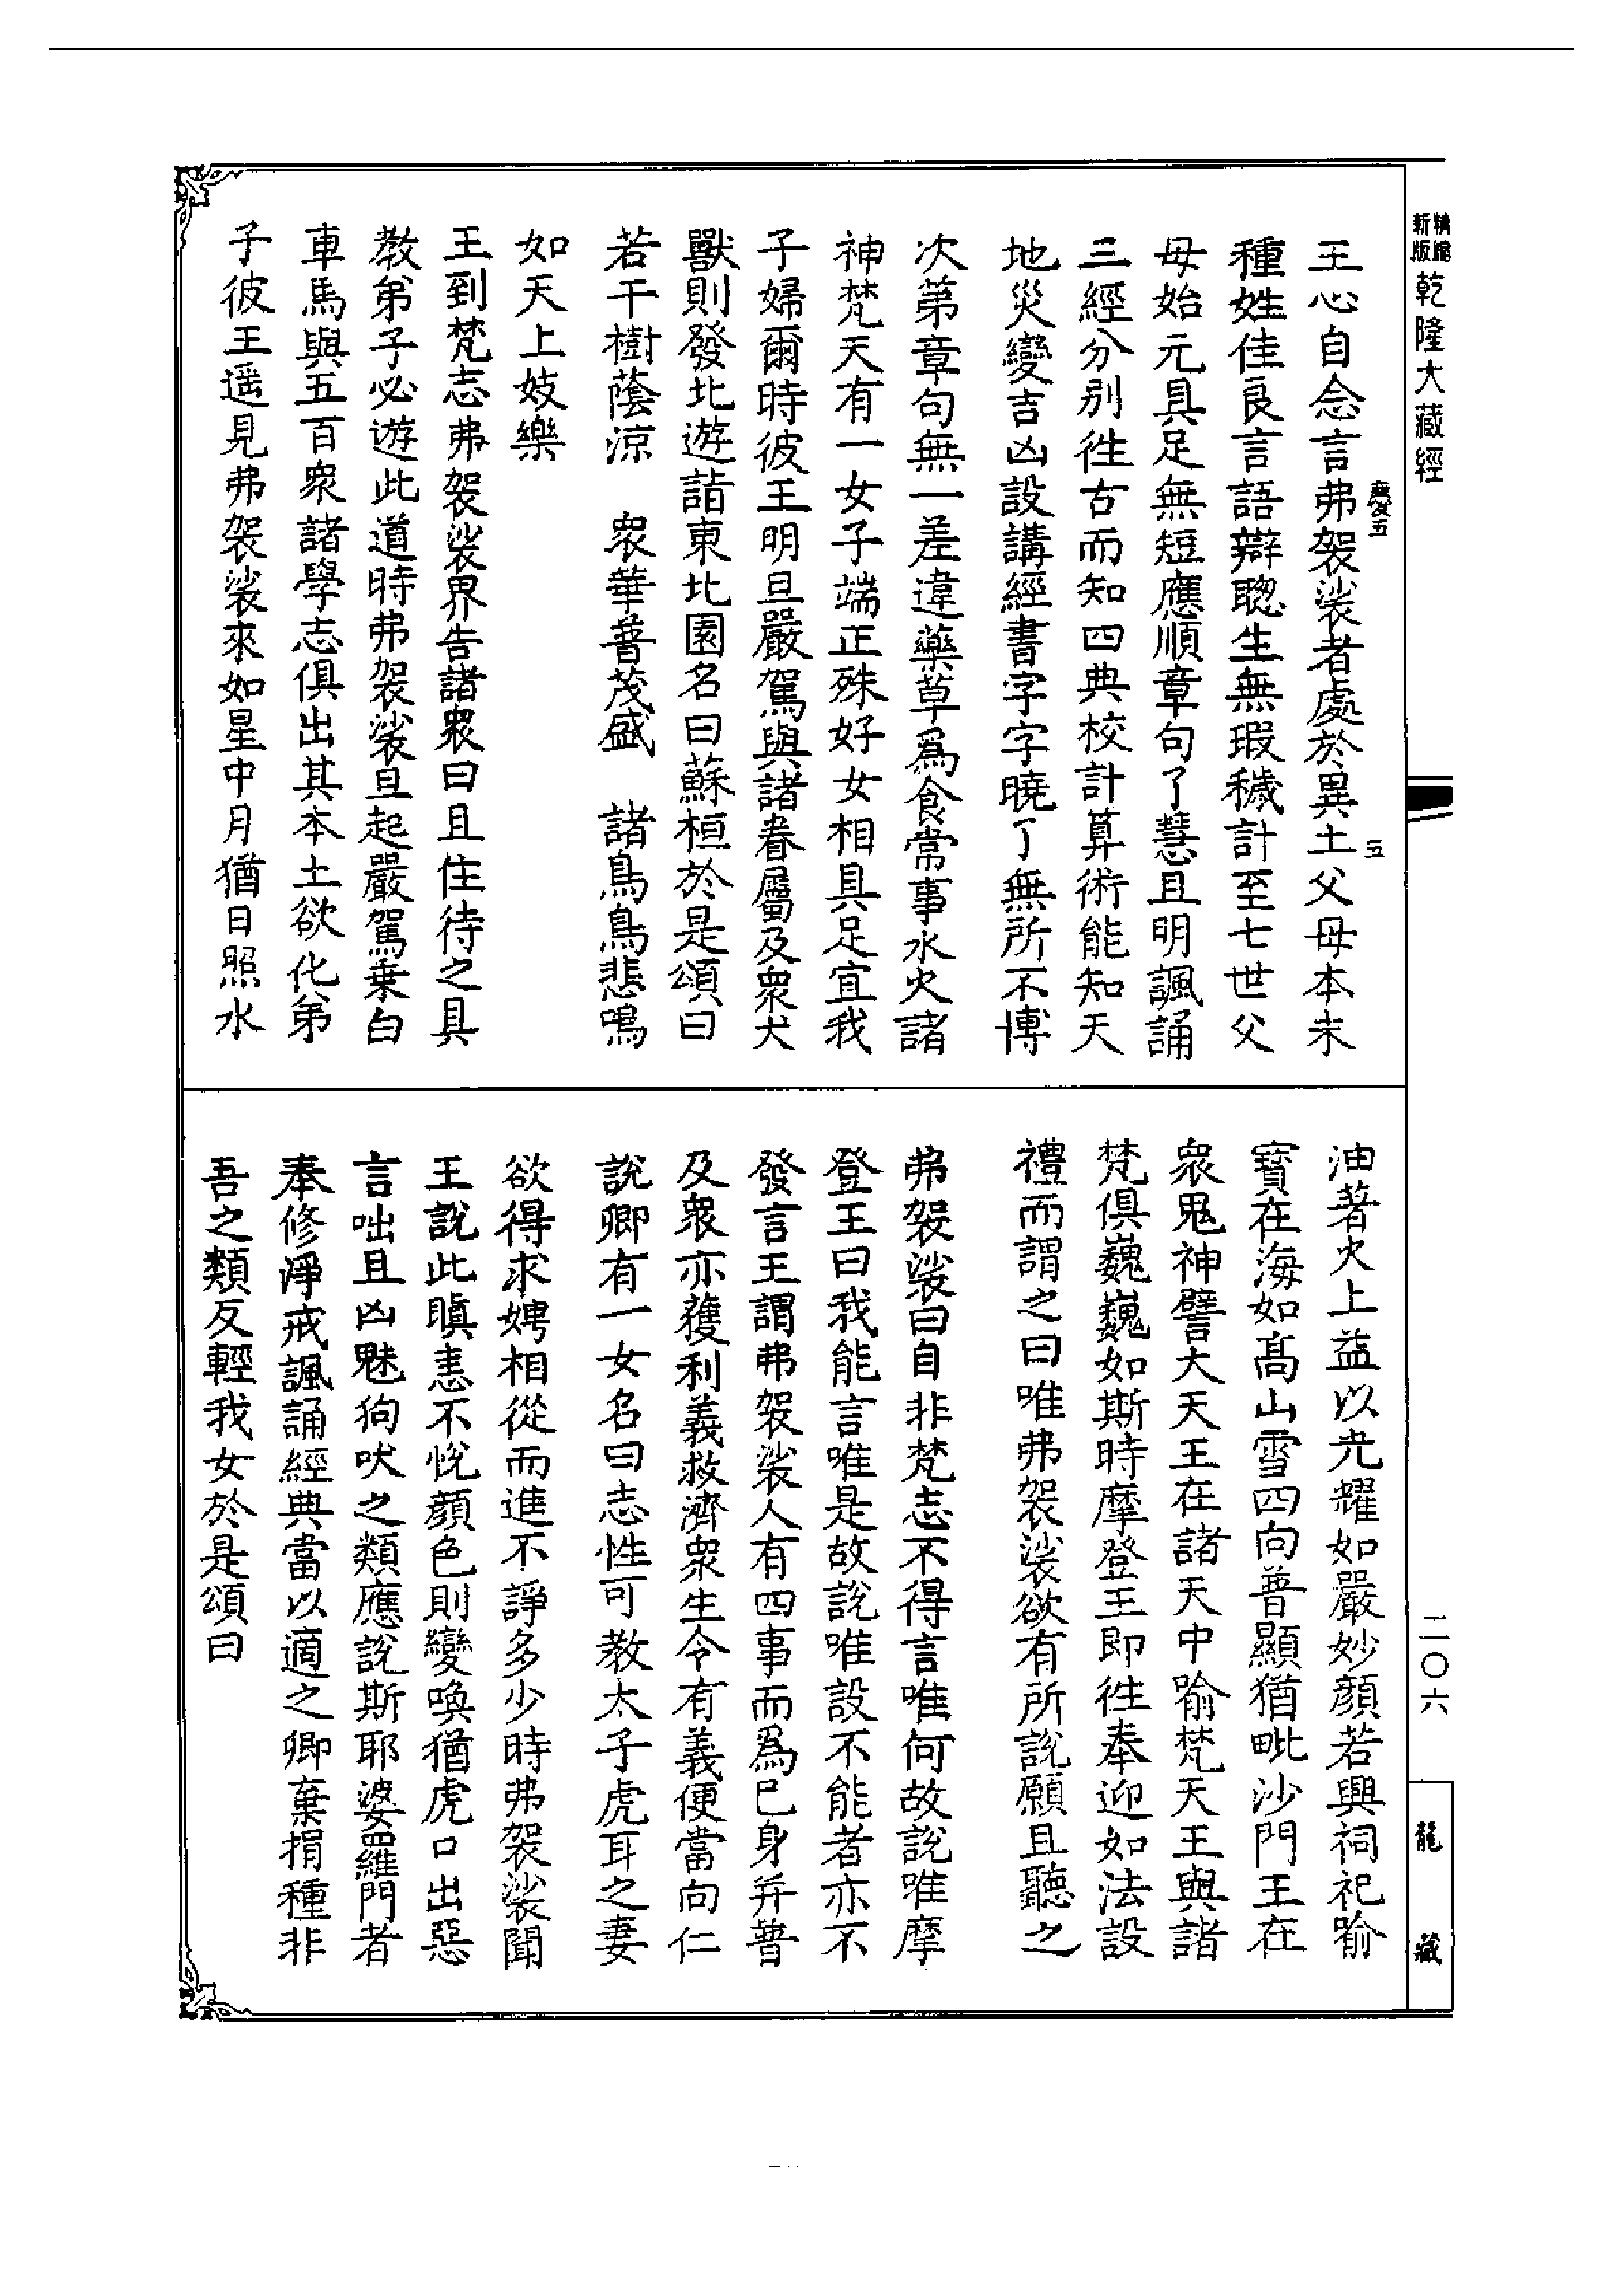 新版精縮乾隆大藏經
慶五
五
王心自念言弗袈裟者處於異土父母本末
種姓佳良言語辯聰生無瑕穢計至七世父
母始元具足無短應順章句了慧且明諷誦
三經分别徃古而知四典校計算術能知天
地災變吉凶設講經書字字曉了無所不博
次第章句無一差違藥草爲食常事水火諸
神梵天有一女子端正殊好女相具足宜我
子婦爾時彼王明旦嚴駕與諸眷屬及衆犬
獸則發北遊詣東北園名曰蘇桓於是頌曰
若干樹蔭涼　衆華普茂盛　諸鳥鳥悲鳴
如天上妓樂
王到梵志弗袈裟界告諸衆曰且住待之具
教弟子必遊此道時弗袈裟旦起嚴駕乗白
車馬與五百衆諸學志俱出其本土欲化弟
子彼王遥見弗袈裟來如星中月猶日照水
油著火上益以光耀如嚴妙顔若興祠祀喻
寳在海如高山雪四向普顯猶毗沙門王在
衆鬼神譬大天王在諸天中喻梵天王與諸
梵俱巍巍如斯時摩登王即徃奉迎如法設
禮而謂之曰唯弗袈裟欲有所說願且聽之
弗袈裟曰自非梵志不得言唯何故說唯摩
登王曰我能言唯是故說唯設不能者亦不
發言王謂弗袈裟人有四事而爲已身并普
及衆亦獲利義救濟衆生令有義便當向仁
說卿有一女名曰志性可教太子虎耳之妻
欲得求娉相從而進不諍多少時弗袈裟聞
王說此瞋恚不悅顔色則變喚猶虎口出惡
言咄且凶魅狗吠之類應說斯耶婆羅門者
奉修淨戒諷誦經典當以適之卿棄捐種非
吾之類反輕我女於是頌曰
二〇六
龍藏